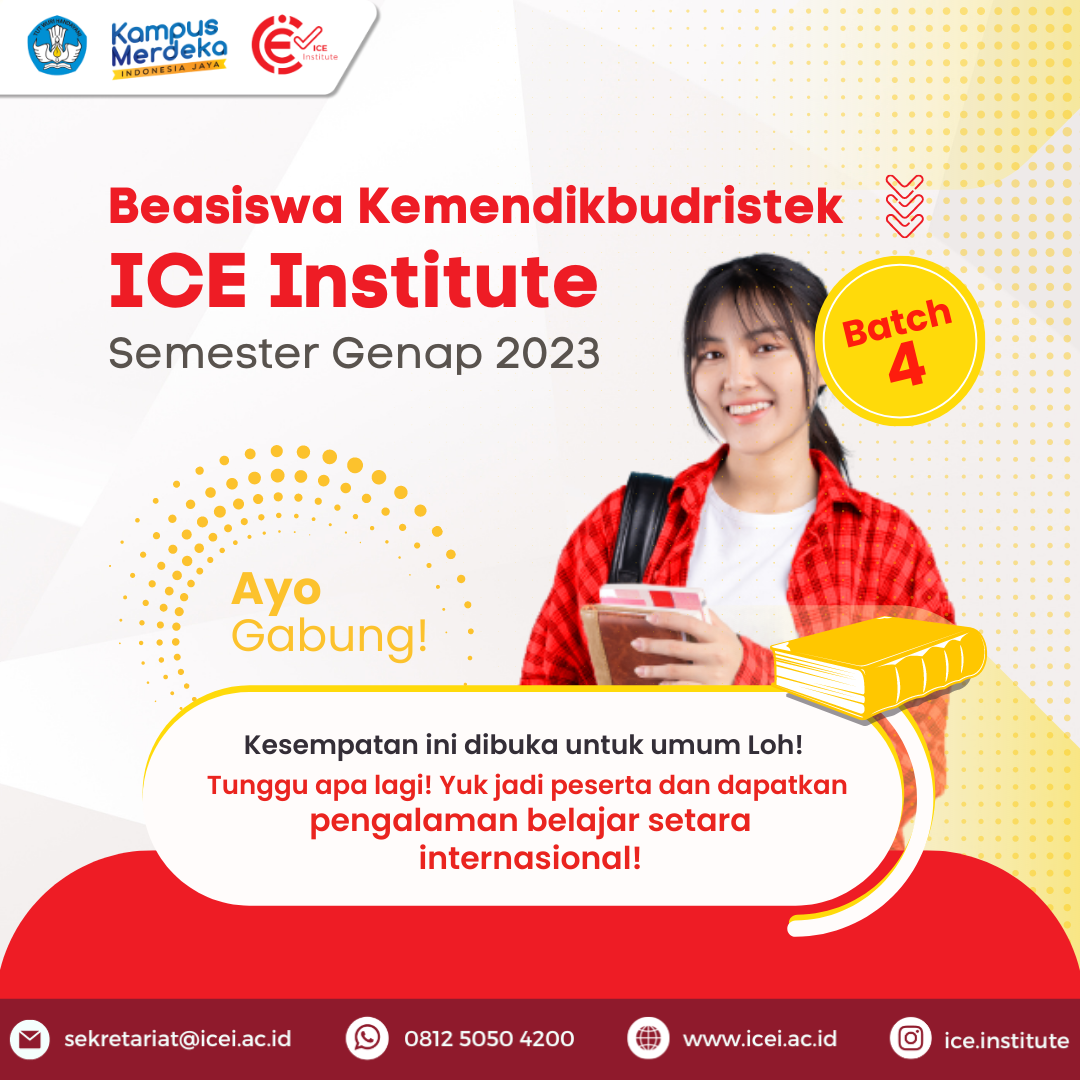 Kampus
Merdeka
INDONESIA JAYA
ICE
Institute
Beasiswa Kemendikbudristek
ICE Institute
Semester Genap 2023
Batch
4
Ayo
Gabung!
Kesempatan ini dibuka untuk umum Loh!
Tunggu apa lagi! Yuk jadi peserta dan dapatkan
pengalaman belajar setara
internasional!
sekretariat@icei.ac.id
0812 5050 4200
www.icei.ac.id
ice.institute